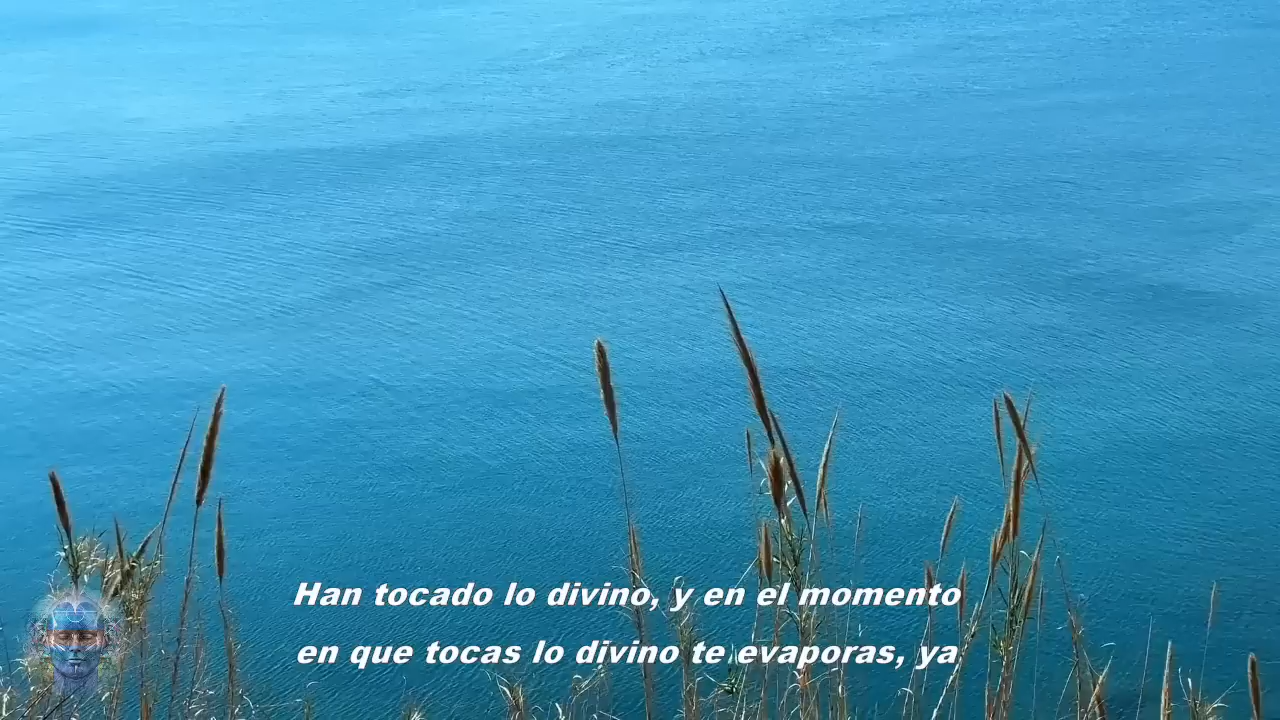 Han tocado lo divino, y en el momento
en que tocas lo divino te evaporas, ya